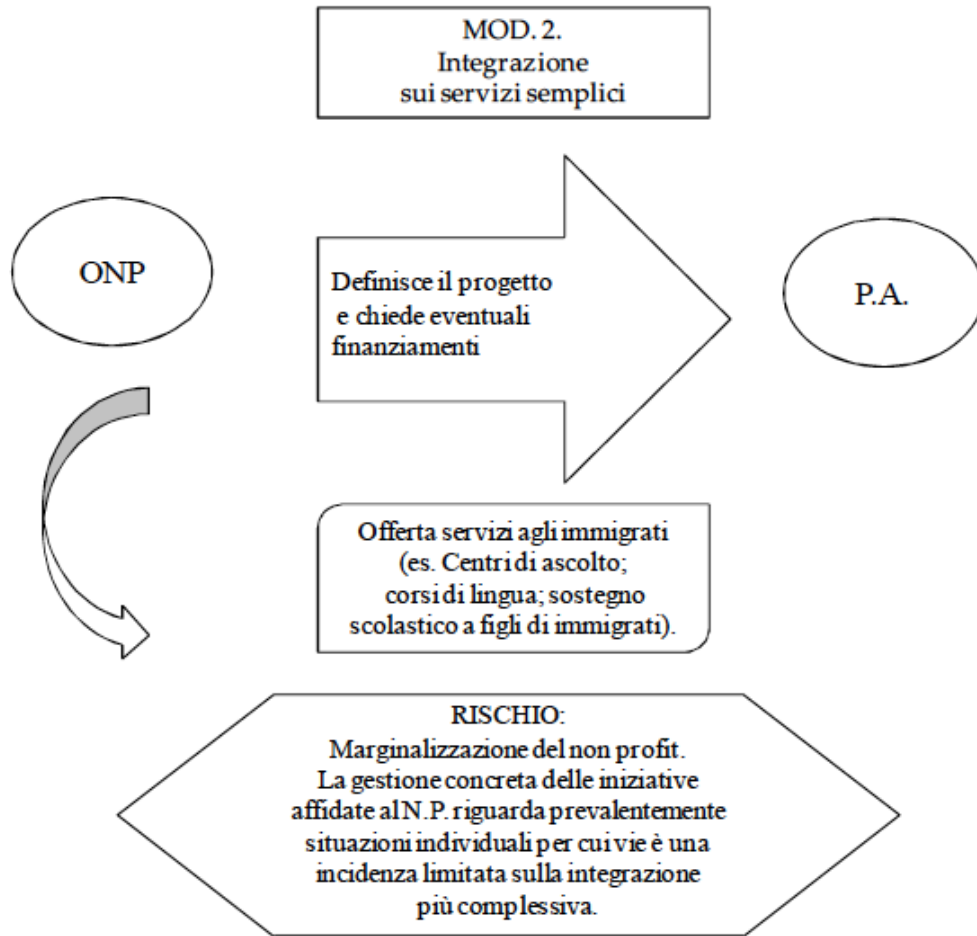 MOD. 2.
Integrazione
sui servizi semplici
ONP
Definisce il progetto
e chiede eventuali
finanziamenti
P.A.
Offerta servizi agli immigrati
(es. Centri di ascolto;
corsi di lingua; sostegno
scolastico a figli di immigrati).
RISCHIO:
Marginalizzazione del non profit.
La gestione concreta delle iniziative
affidate al N.P. riguarda prevalentemente
situazioni individuali per cui vie è una
incidenza limitata sulla integrazione
più complessiva.